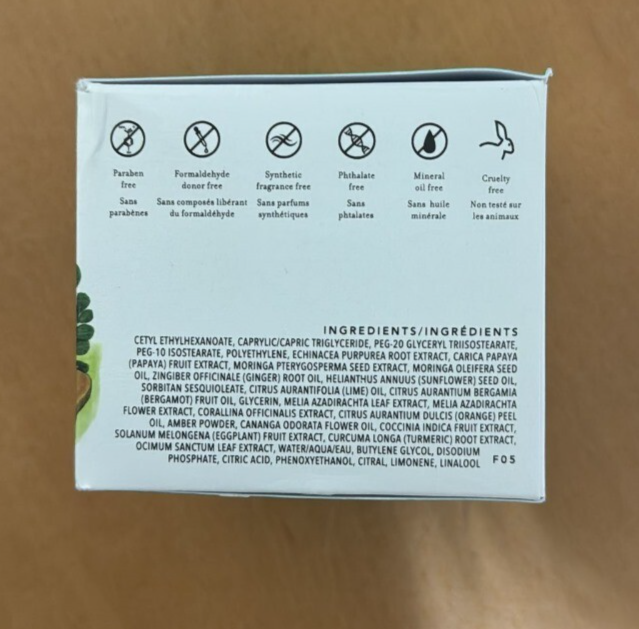 Paraben
free
Sans
parabènes
Formaldehyde
donor free
Sans composés libérant
du formaldéhyde
Synthetic
fragrance free
Sans parfums
synthétiques
Phthalate
free
Sans
phtalates
Mineral
oil free
Sans huile
minérale
Cruelty
free
Non testé sur
les animaux
INGREDIENTS/INGRÉDIENTS
CETYL ETHYLHEXANOATE, CAPRYLIC/CAPRIC TRIGLYCERIDE, PEG-20 GLYCERYL TRIISOSTEARATE,
PEG-10 ISOSTEARATE, POLYETHYLENE, ECHINACEA PURPUREA ROOT EXTRACT, CARICA PAPAYA
(PAPAYA) FRUIT EXTRACT, MORINGA PTERYGOSPERMA SEED EXTRACT, MORINGA OLEIFERA SEED
OIL, ZINGIBER OFFICINALE (GINGER) ROOT OIL, HELIANTHUS ANNUUS (SUNFLOWER) SEED OIL,
SORBITAN SESQUIOLEATE, CITRUS AURANTIFOLIA (LIME) OIL, CITRUS AURANTIUM BERGAMIA
(BERGAMOT) FRUIT OIL, GLYCERIN, MELIA AZADIRACHTA LEAF EXTRACT, MELIA AZADIRACHTA
FLOWER EXTRACT, CORALLINA OFFICINALIS EXTRACT, CITRUS AURANTIUM DULCIS (ORANGE) PEEL
OIL, AMBER POWDER, CANANGA ODORATA FLOWER OIL, COCCINIA INDICA FRUIT EXTRACT,
SOLANUM MELONGENA (EGGPLANT) FRUIT EXTRACT, CURCUMA LONGA (TURMERIC) ROOT EXTRACT,
OCIMUM SANCTUM LEAF EXTRACT, WATER/AQUA/EAU, BUTYLENE GLYCOL, DISODIUM
PHOSPHATE, CITRIC ACID, PHENOXYETHANOL, CITRAL, LIMONENE, LINALOOL F05